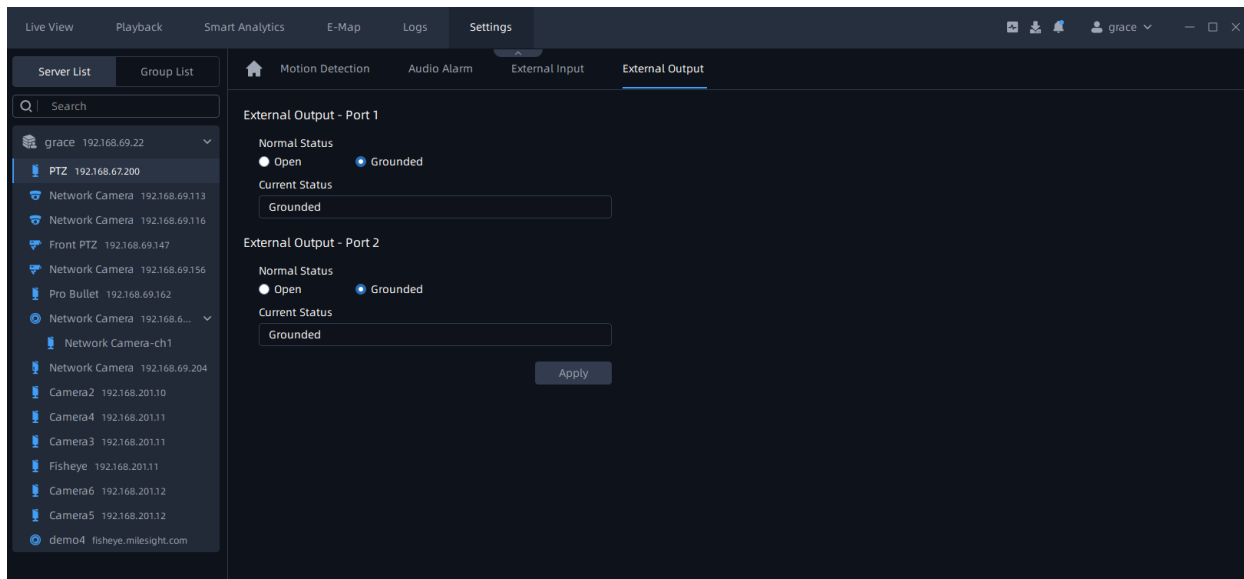 Live View Playback Smart Analytics E-Map Logs Settings grace
Server List Group List
Motion Detection Audio Alarm External Input External Output
Search
grace 192.168.69.22
PTZ 192.168.67.200
Network Camera 192.168.69.113
Network Camera 192.168.69.116
Front PTZ 192.168.69.147
Network Camera 192.168.69.156
Pro Bullet 192.168.69.162
Network Camera 192.168.6...
Network Camera-ch1
Network Camera 192.168.69.204
Camera2 192.168.201.10
Camera4 192.168.201.11
Camera3 192.168.201.11
Fisheye 192.168.201.11
Camera6 192.168.201.12
Camera5 192.168.201.12
demo4 fisheye.milesight.com
External Output - Port 1
Normal Status
Open Grounded
Current Status
Grounded
External Output - Port 2
Normal Status
Open Grounded
Current Status
Grounded
Apply